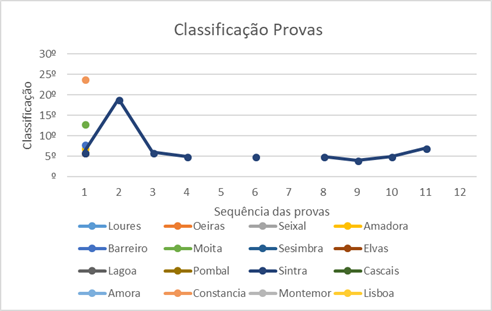 Classificação Provas
30º
25º
20º
15º
10º
5º
º
Classificação
1 2 3 4 5 6 7 8 9 10 11 12
Sequência das provas
Loures Oeiras Seixal Amadora
Barreiro Moita Sesimbra Elvas
Lagoa Pombal Sintra Cascais
Amora Constancia Montemor Lisboa